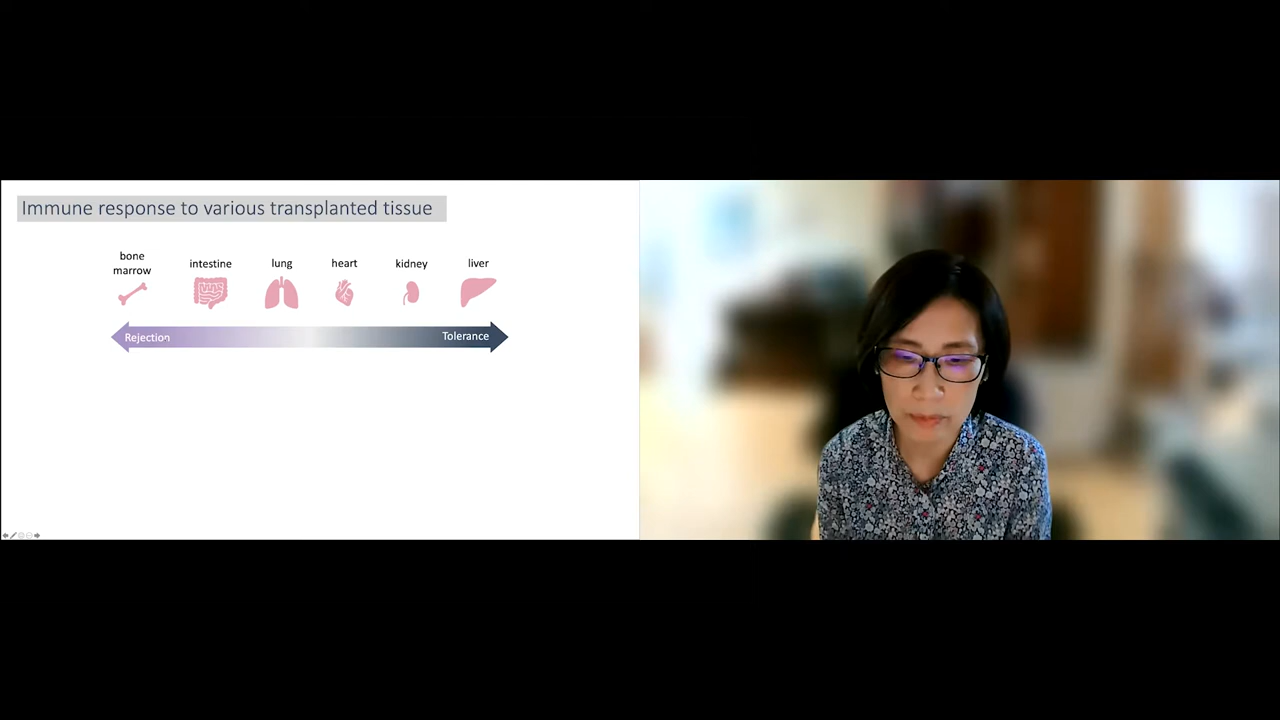 Immune response to various transplanted tissue
bone
marrow
intestine
lung
heart
kidney
liver
Rejection
Tolerance